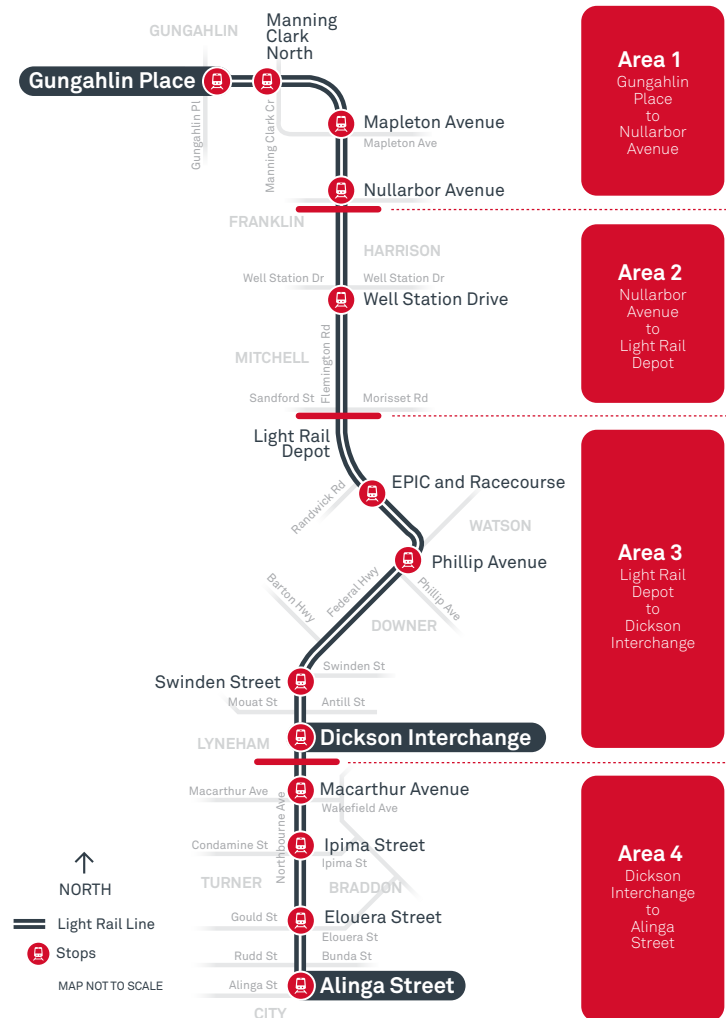 GUNGAHLIN
Manning
Clark
North
Gungahlin Place
Gungahlin Pl
Manning Clark Cr
Mapleton Avenue
Mapleton Ave
Nullarbor Avenue
Area 1
Gungahlin
Place
to
Nullarbor
Avenue
FRANKLIN
HARRISON
Well Station Dr
Well Station Dr
Well Station Drive
Flemington Rd
MITCHELL
Sandford St
Morisset Rd
Area 2
Nullarbor
Avenue
to
Light Rail
Depot
Light Rail
Depot
EPIC and Racecourse
Randwick Rd
WATSON
Phillip Avenue
Phillip Ave
Federal Hwy
Barton Hwy
DOWNER
Swinden St
Swinden Street
Mouat St
Antill St
Dickson Interchange
LYNEHAM
Area 3
Light Rail
Depot
to
Dickson
Interchange
Macarthur Avenue
Macarthur Ave
Wakefield Ave
Northbourne Ave
Ipima Street
Condamine St
Ipima St
TURNER
BRADDON
Elouera Street
Gould St
Elouera St
Rudd St
Bunda St
Alinga Street
Alinga St
CITY
Area 4
Dickson
Interchange
to
Alinga
Street
NORTH
Light Rail Line
Stops
MAP NOT TO SCALE